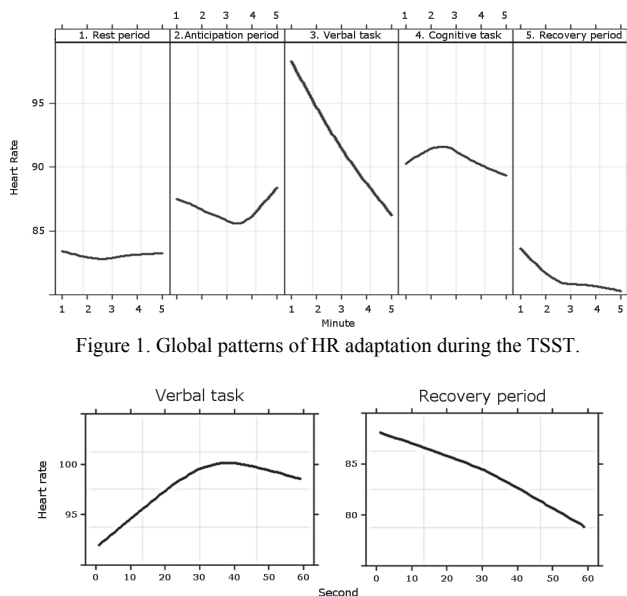 1 2 3 4 5 1 2 3 4 5
1. Rest period 2.Anticipation period 3. Verbal task 4. Cognitive task 5. Recovery period
95
90
85
Heart Rate
1 2 3 4 5 1 2 3 4 5 1 2 3 4 5
Minute
Figure 1. Global patterns of HR adaptation during the TSST.
Verbal task Recovery period
100
95
Heart rate
85
80
0 10 20 30 40 50 60 0 10 20 30 40 50 60
Second